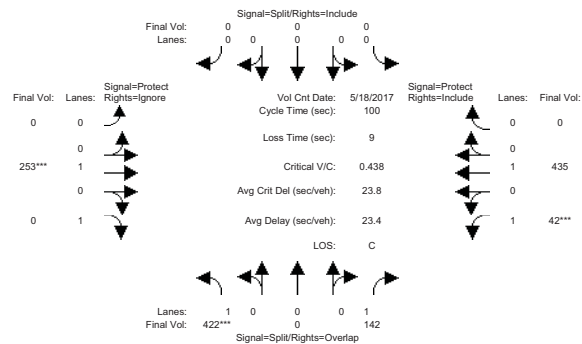 Signal=Split/Rights=Include
Final Vol: 0 0 0
Lanes: 0 0 0 0 0
Signal=Protect
Final Vol: Lanes: Rights=Ignore
Vol Cnt Date: 5/18/2017
Signal=Protect
Rights=Include Lanes: Final Vol:
Cycle Time (sec): 100
0 0
0 0
Loss Time (sec): 9
0
1
253*** 1
Critical V/C: 0.438
1 435
0
Avg Crit Del (sec/veh): 23.8
0
0 1
Avg Delay (sec/veh): 23.4
1 42***
LOS: C
Lanes: 1 0 0 0 1
Final Vol: 422*** 0 142
Signal=Split/Rights=Overlap